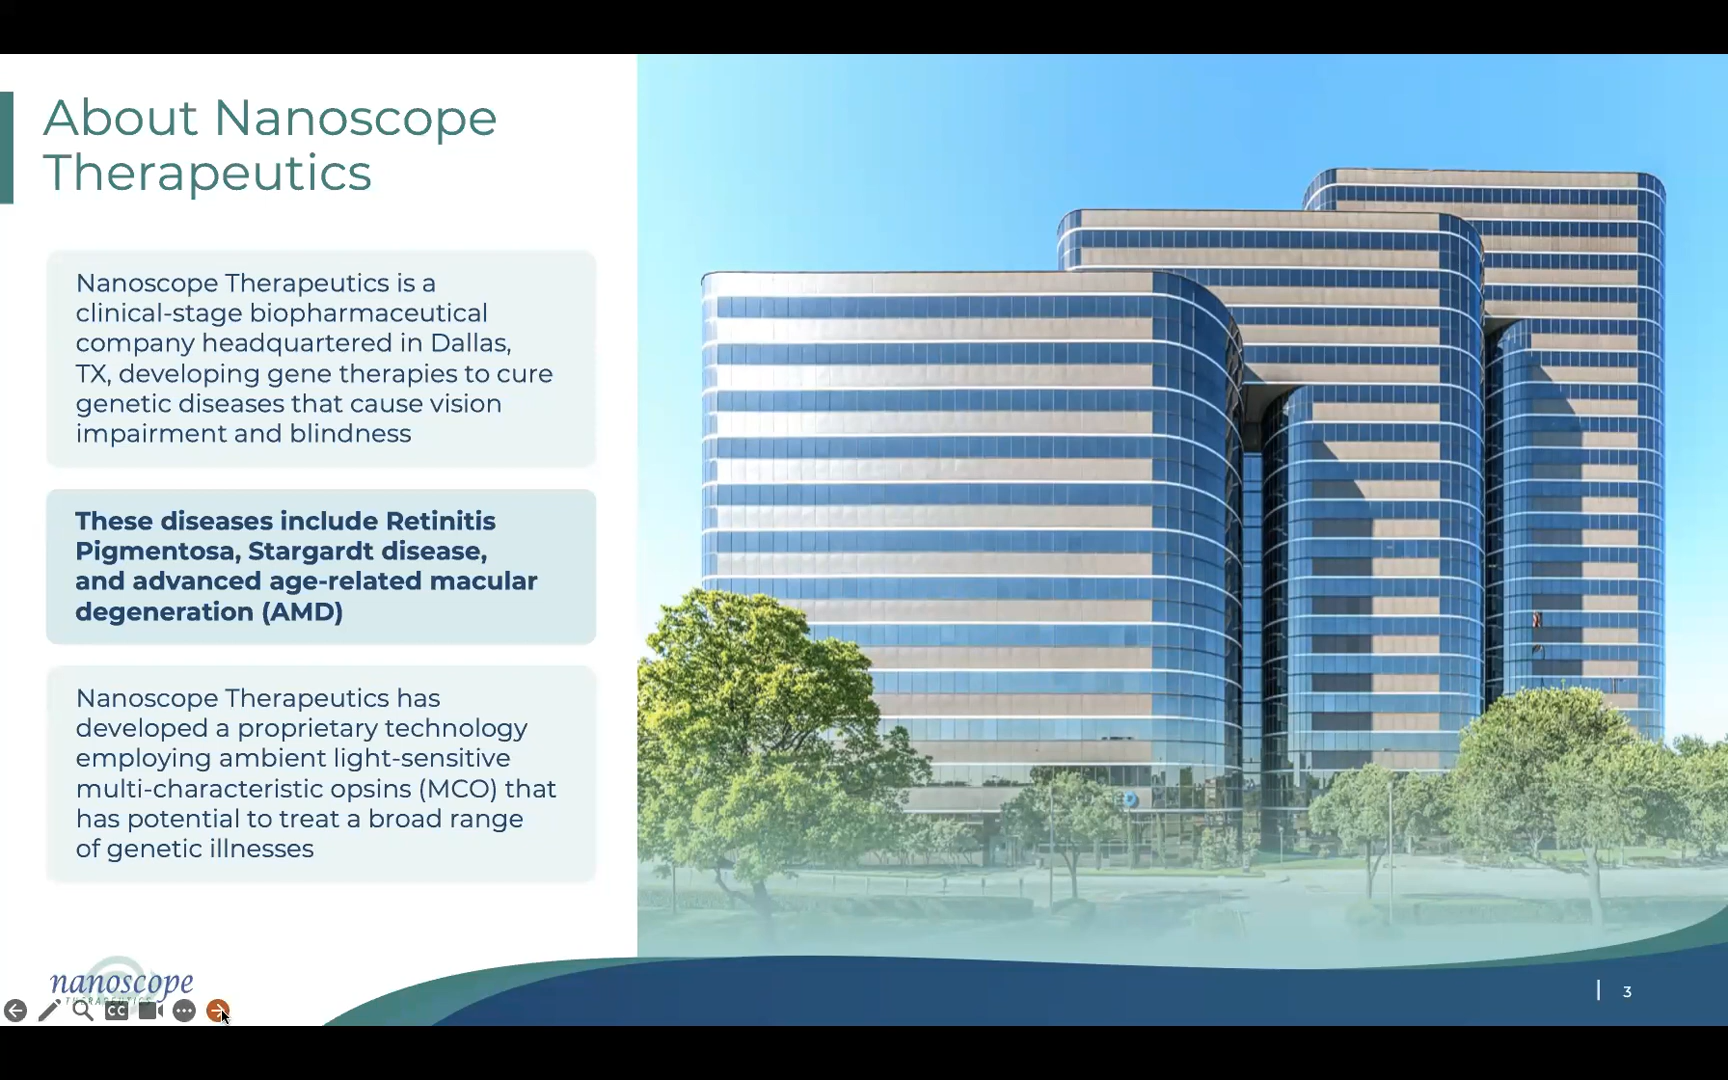 About Nanoscope
Therapeutics
Nanoscope Therapeutics is a
clinical-stage biopharmaceutical
company headquartered in Dallas,
TX, developing gene therapies to cure
genetic diseases that cause vision
impairment and blindness
These diseases include Retinitis
Pigmentosa, Stargardt disease,
and advanced age-related macular
degeneration (AMD)
Nanoscope Therapeutics has
developed a proprietary technology
employing ambient light-sensitive
multi-characteristic opsins (MCO) that
has potential to treat a broad range
of genetic illnesses
nanoscope
THERAPEUTICS
CC
3